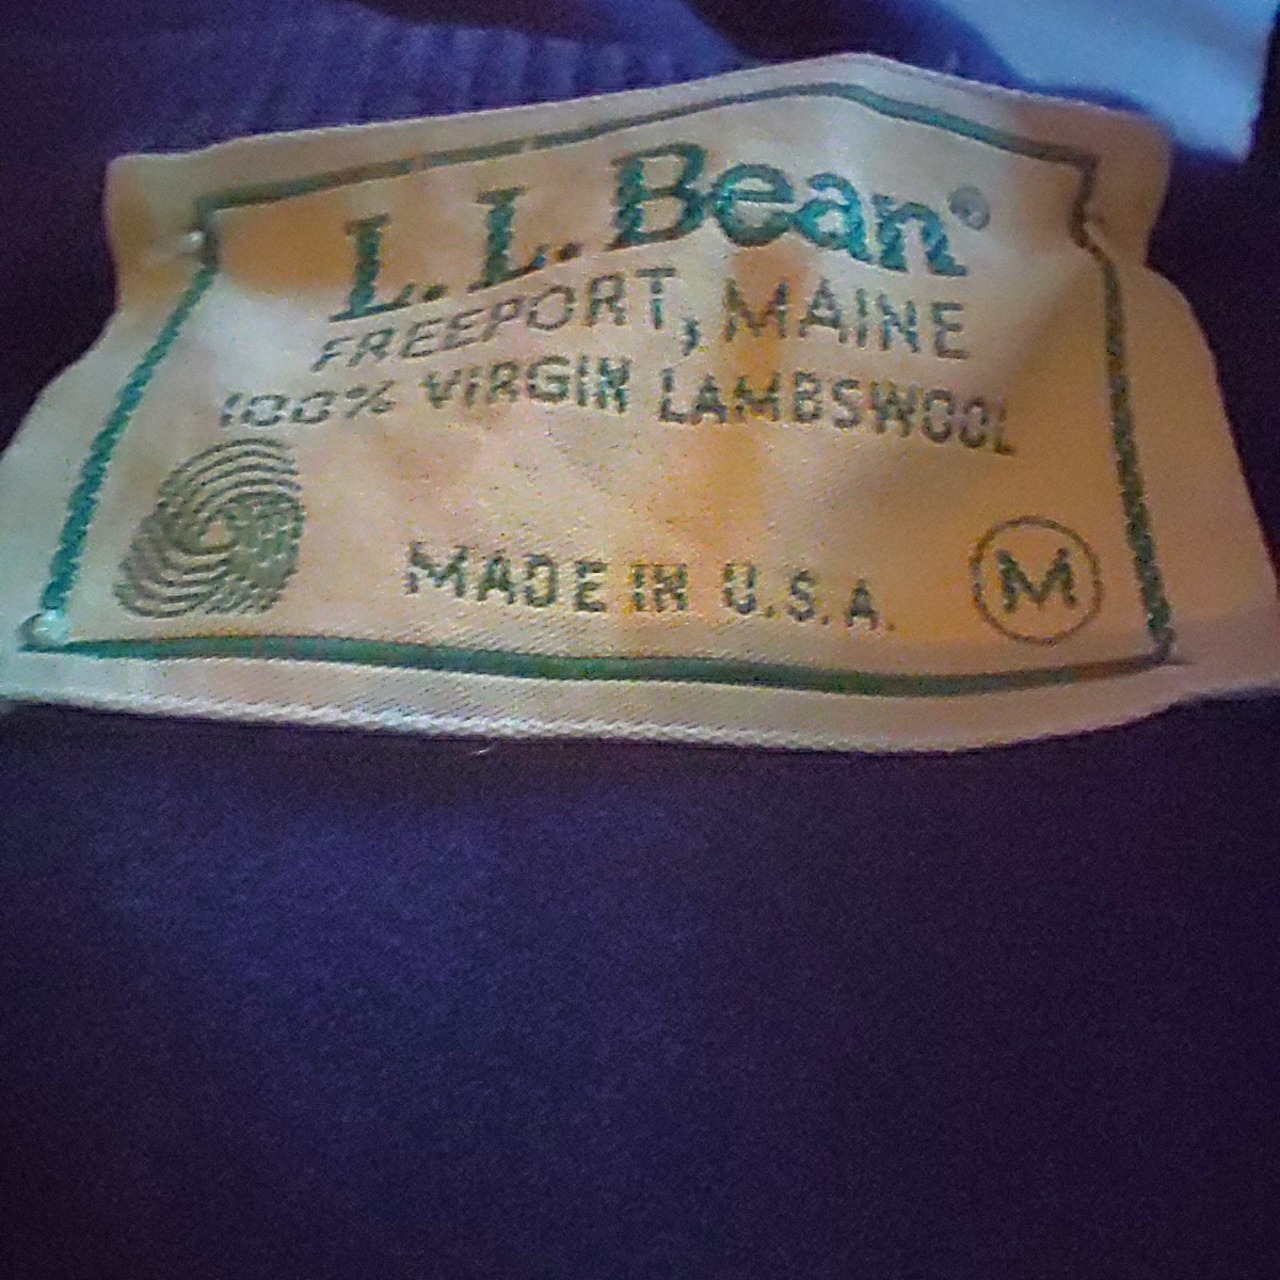 L.L.Bean®
FREEPORT, MAINE
100% VIRGIN LAMBSWOOL
MADE IN U.S.A.
M